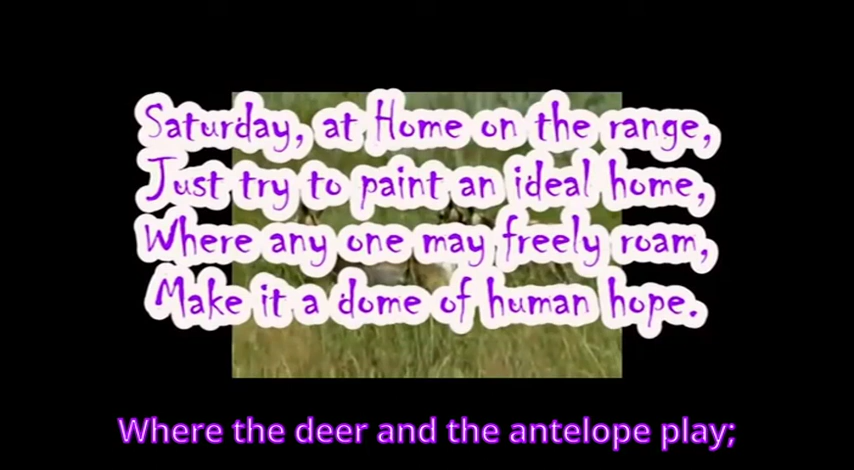 Saturday, at Home on the range,
Just try to paint an ideal home,
Where any one may freely roam,
Make it a dome of human hope.
Where the deer and the antelope play;